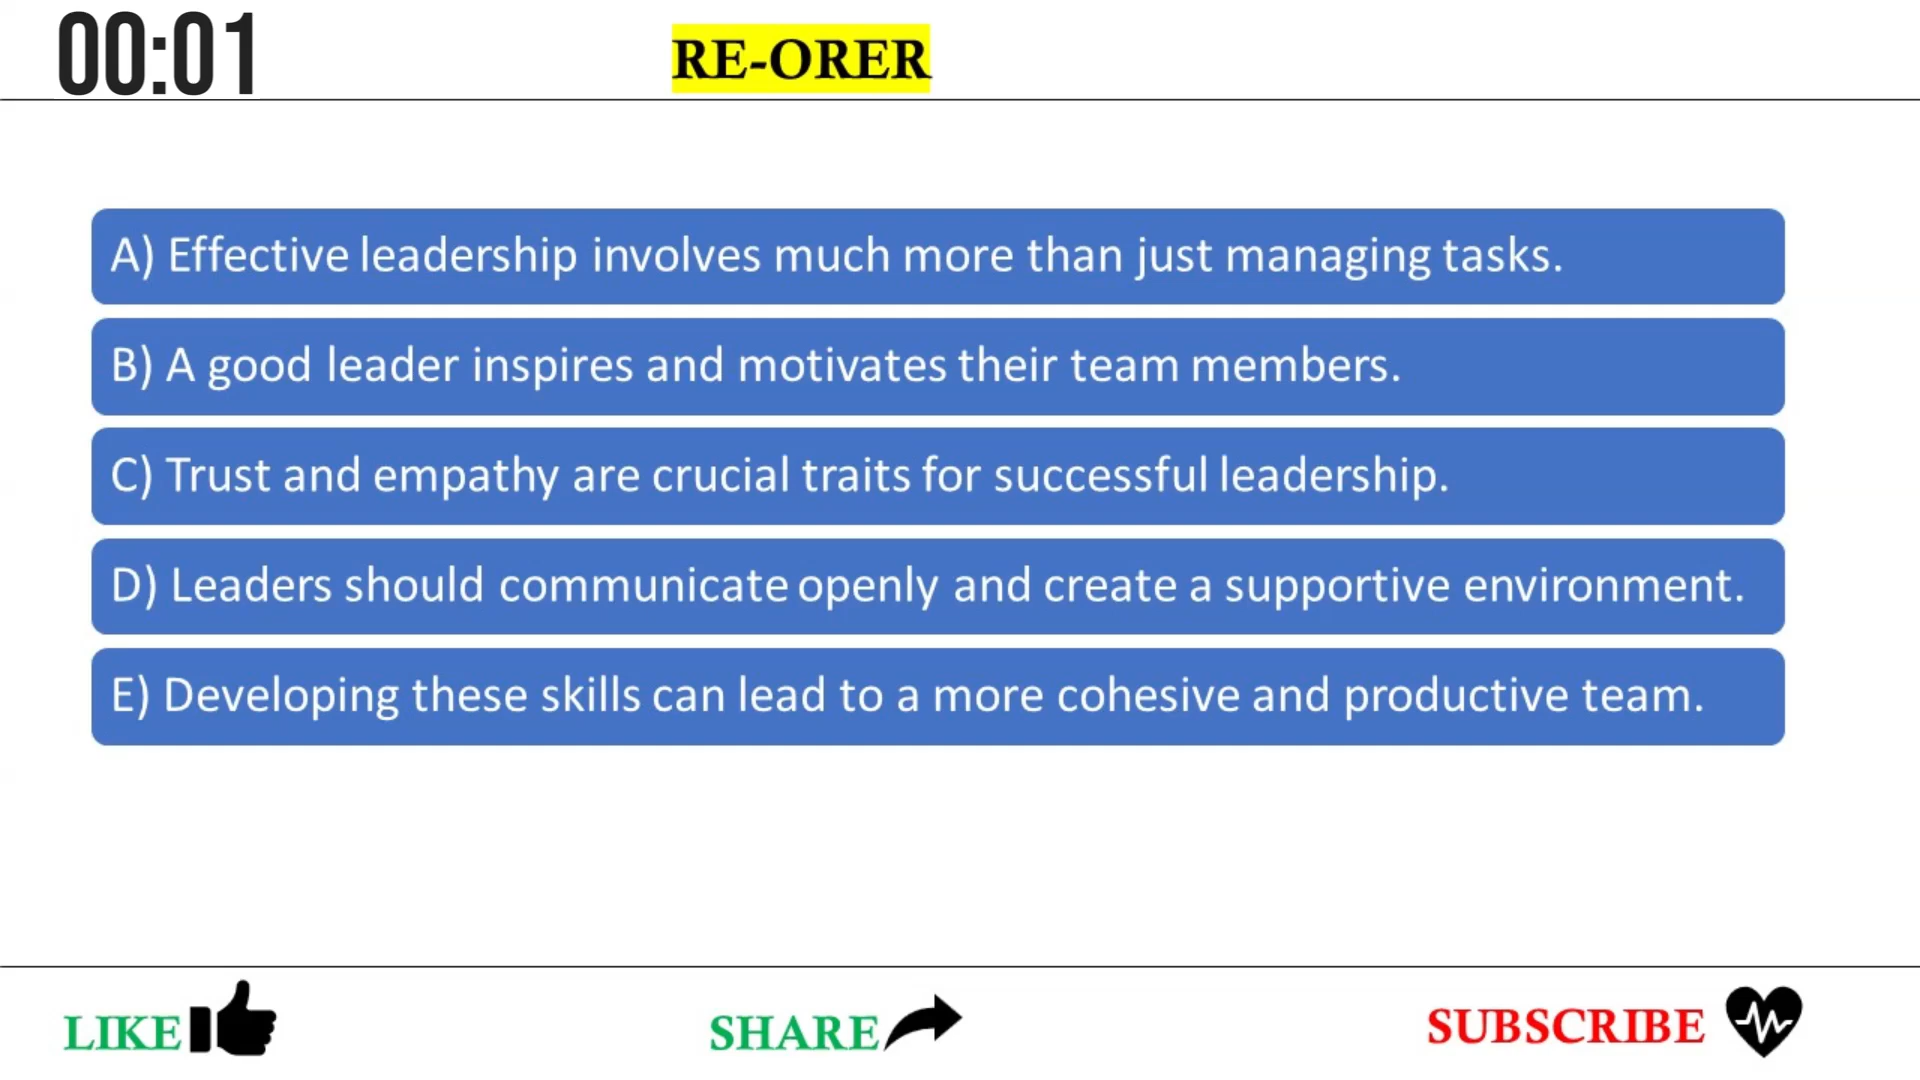 00:01
RE-ORER
A) Effective leadership involves much more than just managing tasks.
B) A good leader inspires and motivates their team members.
C) Trust and empathy are crucial traits for successful leadership.
D) Leaders should communicate openly and create a supportive environment.
E) Developing these skills can lead to a more cohesive and productive team.
LIKE
SHARE
SUBSCRIBE